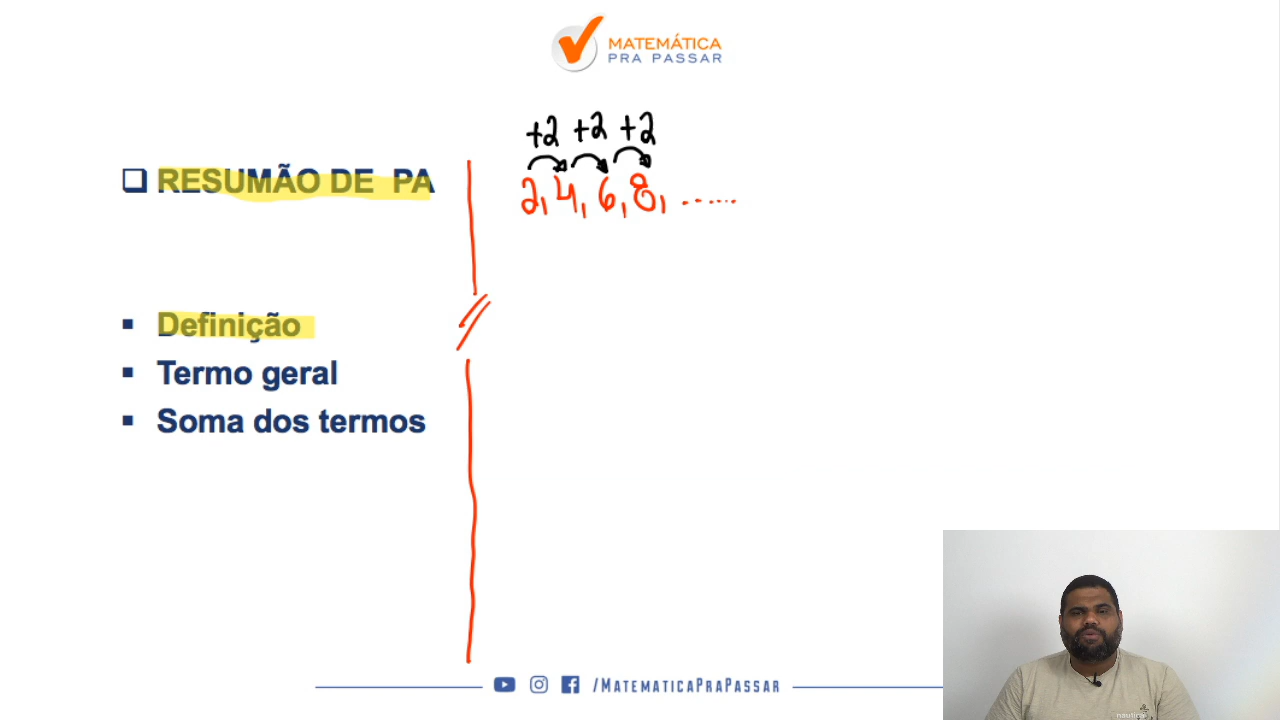 MATEMÁTICA
PRA PASSAR
RESUMÃO DE PA
+2 +2 +2
2, 4, 6, 8, ......
Definição
Termo geral
Soma dos termos
/MATEMATICAPRAPASSAR
nautical